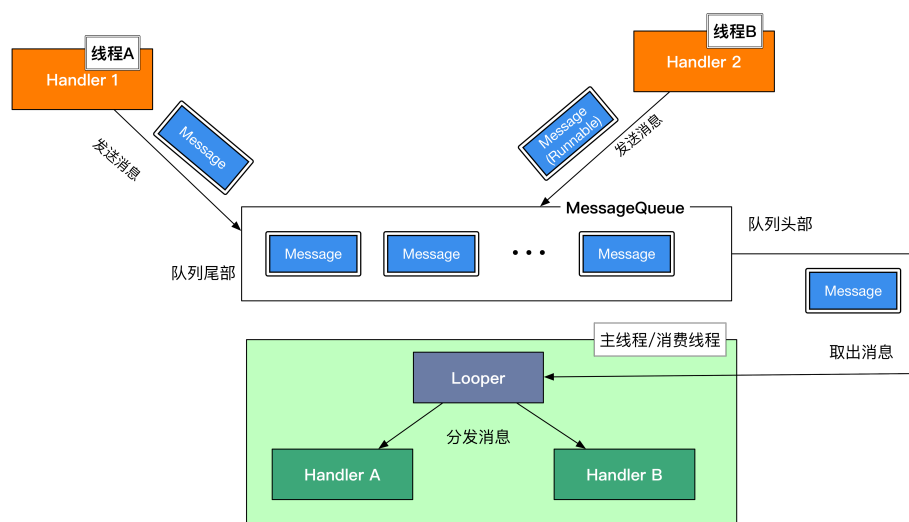 线程A
Handler 1
线程B
Handler 2
Message
发送消息
Message
(Runnable)
发送消息
MessageQueue
队列头部
队列尾部
Message
Message
Message
Message
主线程/消费线程
取出消息
Looper
分发消息
Handler A
Handler B